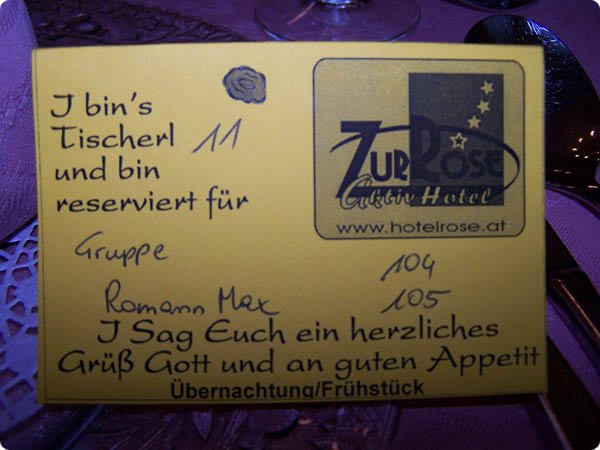 I bin's
Tischerl 11
und bin
reserviert für
ZUR ROSE
Aktiv Hotel
www.hotelrose.at
Gruppe
104
Romann Max 105
I Sag Euch ein herzliches
Grüß Gott und an guten Appetit
Übernachtung/Frühstück